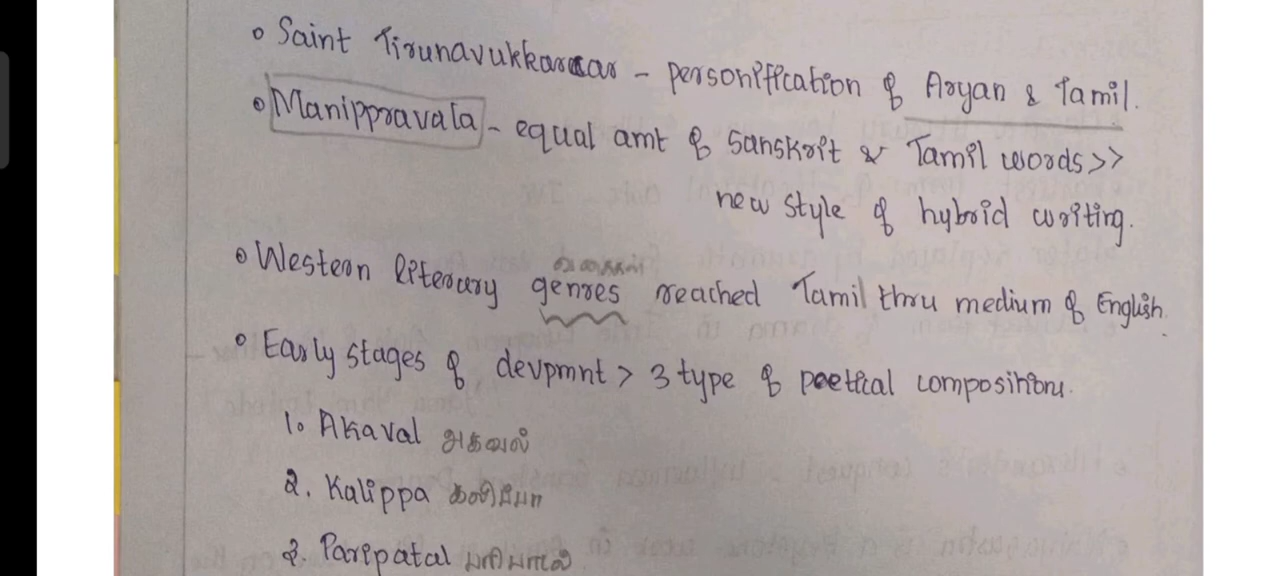 Saint Tirunavukkarasar - personification of Aryan & Tamil.
Manippravala - equal amt of Sanskrit & Tamil words >>
new style of hybrid writing.
வகைகள்
Western literary genres reached Tamil thru medium of English.
Early stages of devpmnt > 3 type of poetical compositions.
1. Akaval அகவல்
2. Kalippa கலிப்பா
3. Paripatal பரிபாடல்